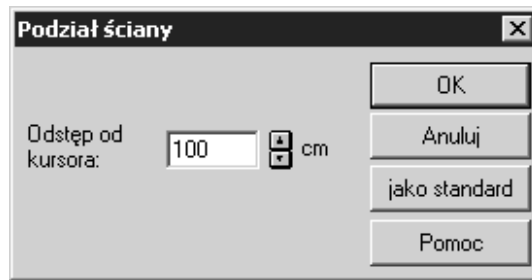 Podział ściany
OK
Odstęp od
kursora:
100
cm
Anuluj
jako standard
Pomoc